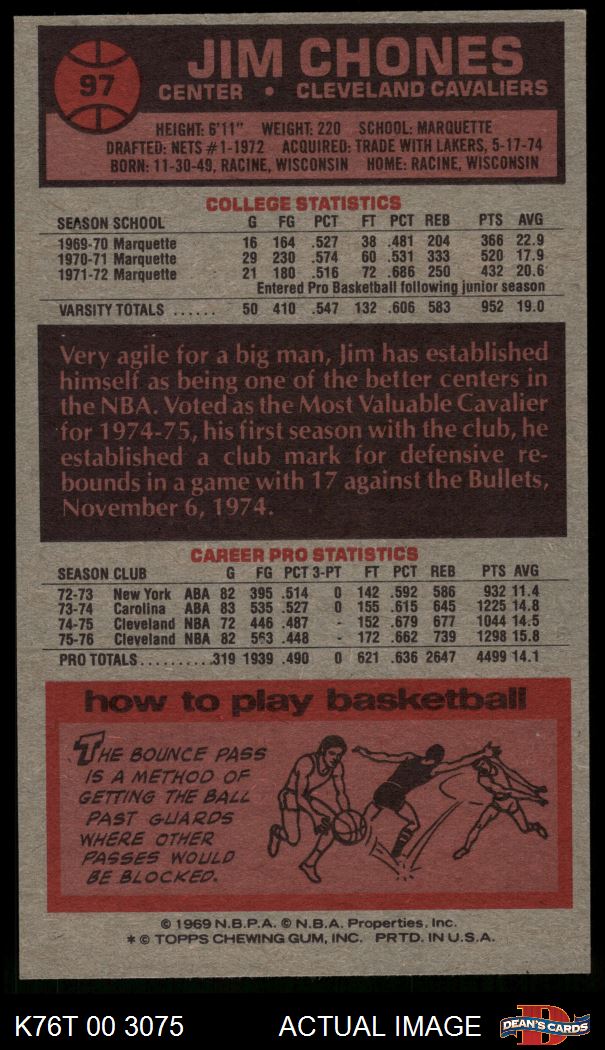 97
JIM CHONES
CENTER • CLEVELAND CAVALIERS
HEIGHT: 6'11" WEIGHT: 220 SCHOOL: MARQUETTE
DRAFTED: NETS #1-1972 ACQUIRED: TRADE WITH LAKERS, 5-17-74
BORN: 11-30-49, RACINE, WISCONSIN HOME: RACINE, WISCONSIN
COLLEGE STATISTICS
SEASON SCHOOL G FG PCT FT PCT REB PTS AVG
1969-70 Marquette 16 164 .527 38 .481 204 366 22.9
1970-71 Marquette 29 230 .574 60 .531 333 520 17.9
1971-72 Marquette 21 180 .516 72 .686 250 432 20.6
Entered Pro Basketball following junior season
VARSITY TOTALS ...... 50 410 .547 132 .606 583 952 19.0
Very agile for a big man, Jim has established
himself as being one of the better centers in
the NBA. Voted as the Most Valuable Cavalier
for 1974-75, his first season with the club, he
established a club mark for defensive re-
bounds in a game with 17 against the Bullets,
November 6, 1974.
CAREER PRO STATISTICS
SEASON CLUB G FG PCT 3-PT FT PCT REB PTS AVG
72-73 New York ABA 82 395 .514 0 142 .592 586 932 11.4
73-74 Carolina ABA 83 535 .527 0 155 .615 645 1225 14.8
74-75 Cleveland NBA 72 446 .487 - 152 .679 677 1044 14.5
75-76 Cleveland NBA 82 563 .448 - 172 .662 739 1298 15.8
PRO TOTALS.......... .319 1939 .490 0 621 .636 2647 4499 14.1
how to play basketball
THE BOUNCE PASS
IS A METHOD OF
GETTING THE BALL
PAST GUARDS
WHERE OTHER
PASSES WOULD
BE BLOCKED.
© 1969 N.B.P.A. © N.B.A. Properties, Inc.
* © TOPPS CHEWING GUM, INC. PRTD. IN U.S.A.
K76T 00 3075 ACTUAL IMAGE DEAN'S CARDS